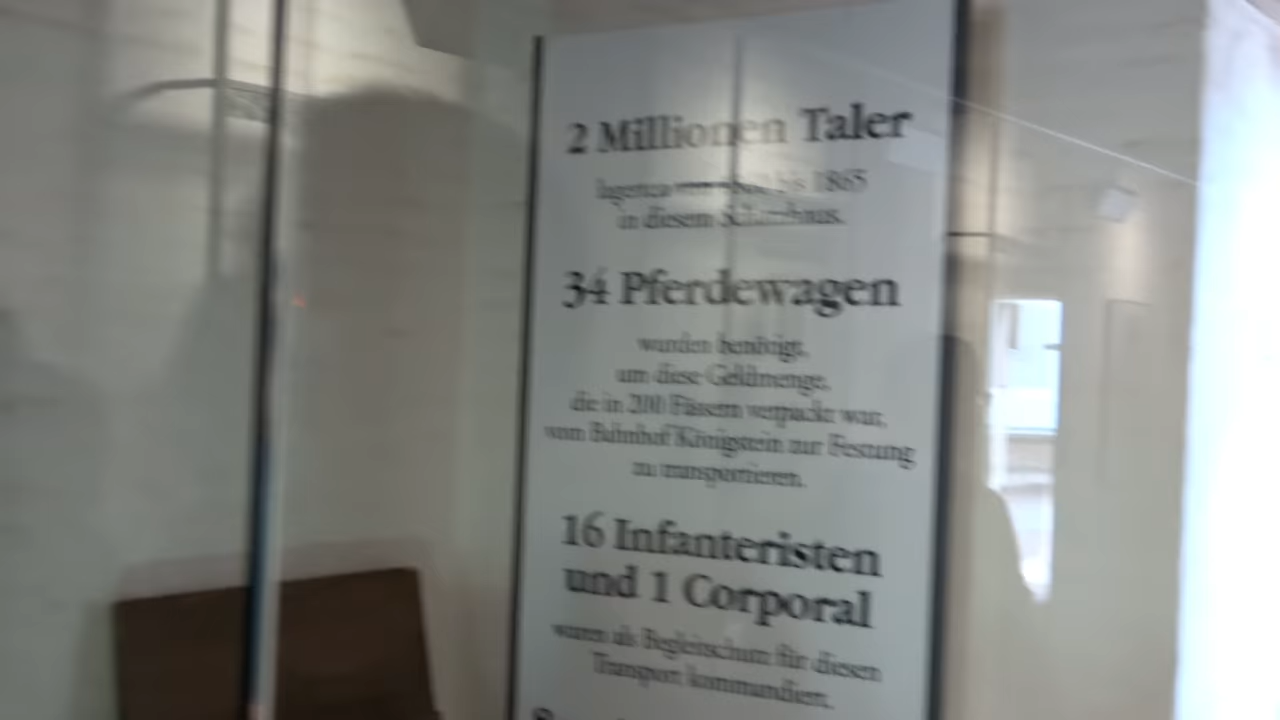 2 Millionen Taler
lagerten bis 1865
in diesem Schatzhaus.
34 Pferdewagen
wurden benötigt,
um diese Geldmenge,
die in 200 Fässern verpackt war,
vom Bahnhof Königstein zur Festung
zu transportieren.
16 Infanteristen
und 1 Corporal
waren als Begleitschutz für diesen
Transport kommandiert.